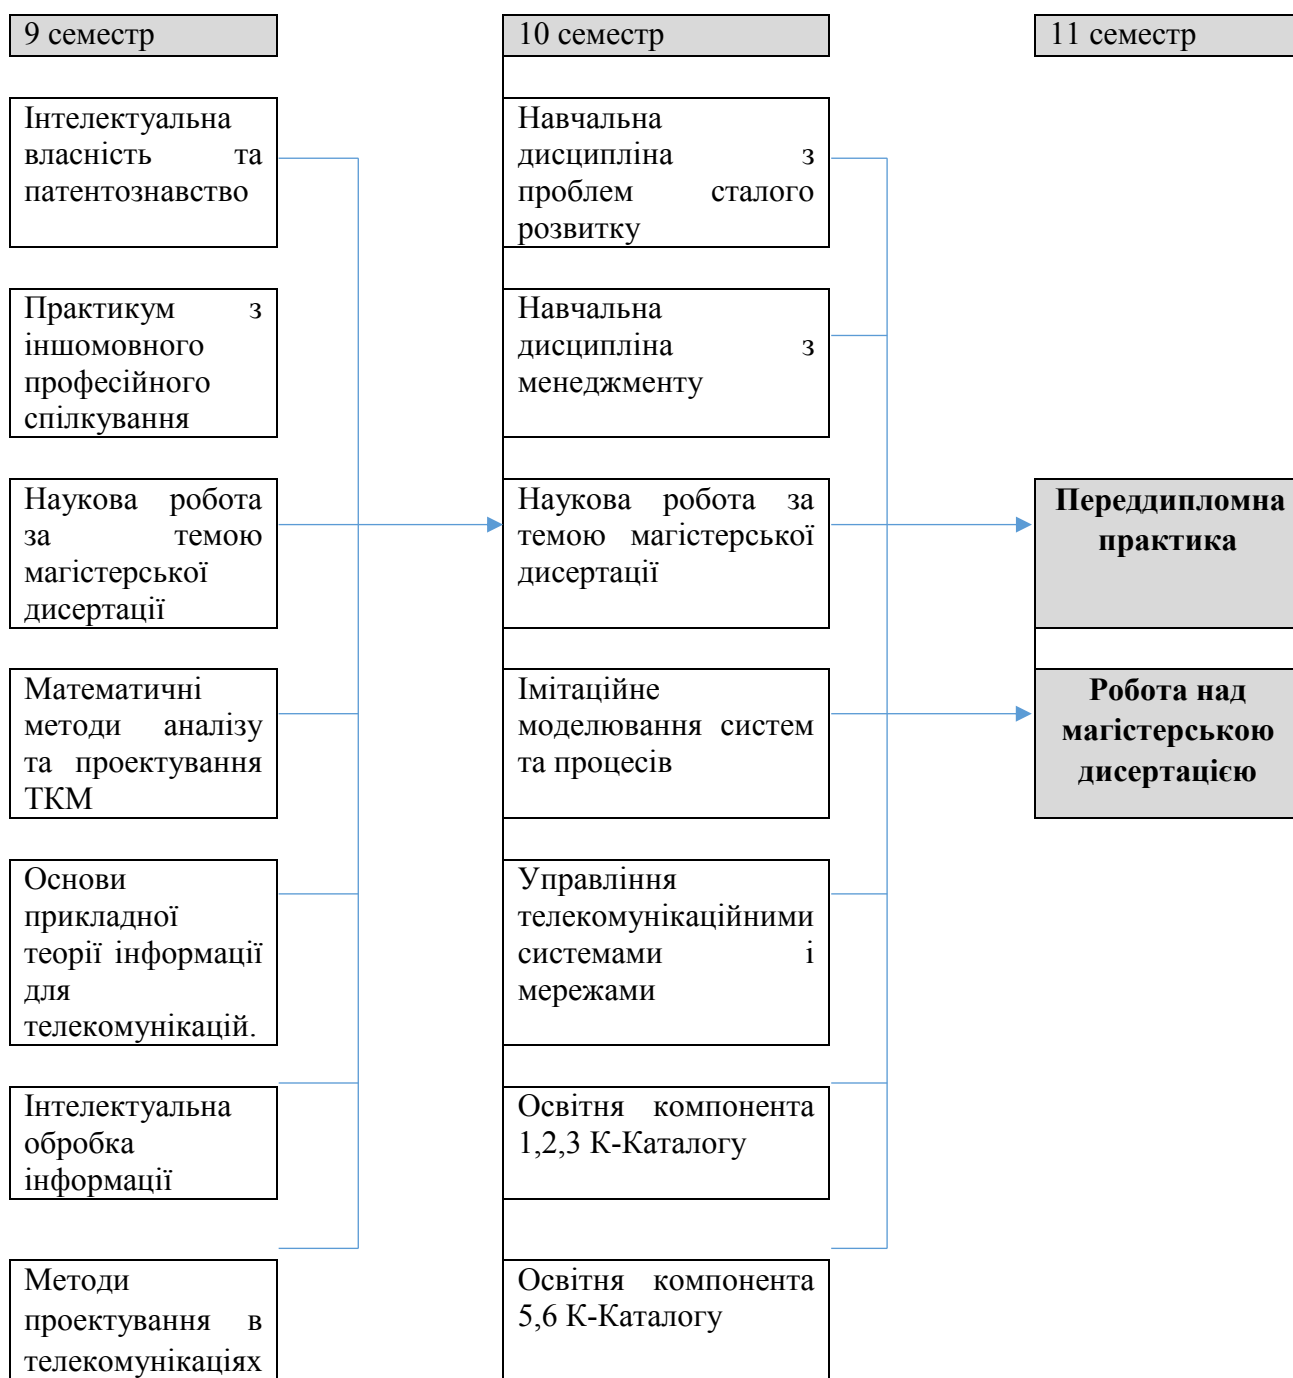 9 семестр
10 семестр
11 семестр
Інтелектуальна
власність та
патентознавство
Навчальна
дисципліна з
проблем сталого
розвитку
Практикум з
іншомовного
професійного
спілкування
Навчальна
дисципліна з
менеджменту
Наукова робота
за темою
магістерської
дисертації
Наукова робота за
темою магістерської
дисертації
Переддипломна
практика
Математичні
методи аналізу
та проектування
ТКМ
Імітаційне
моделювання систем
та процесів
Робота над
магістерською
дисертацією
Основи
прикладної
теорії інформації
для
телекомунікацій.
Управління
телекомунікаційними
системами і
мережами
Інтелектуальна
обробка
інформації
Освітня компонента
1,2,3 К-Каталогу
Методи
проектування в
телекомунікаціях
Освітня компонента
5,6 К-Каталогу